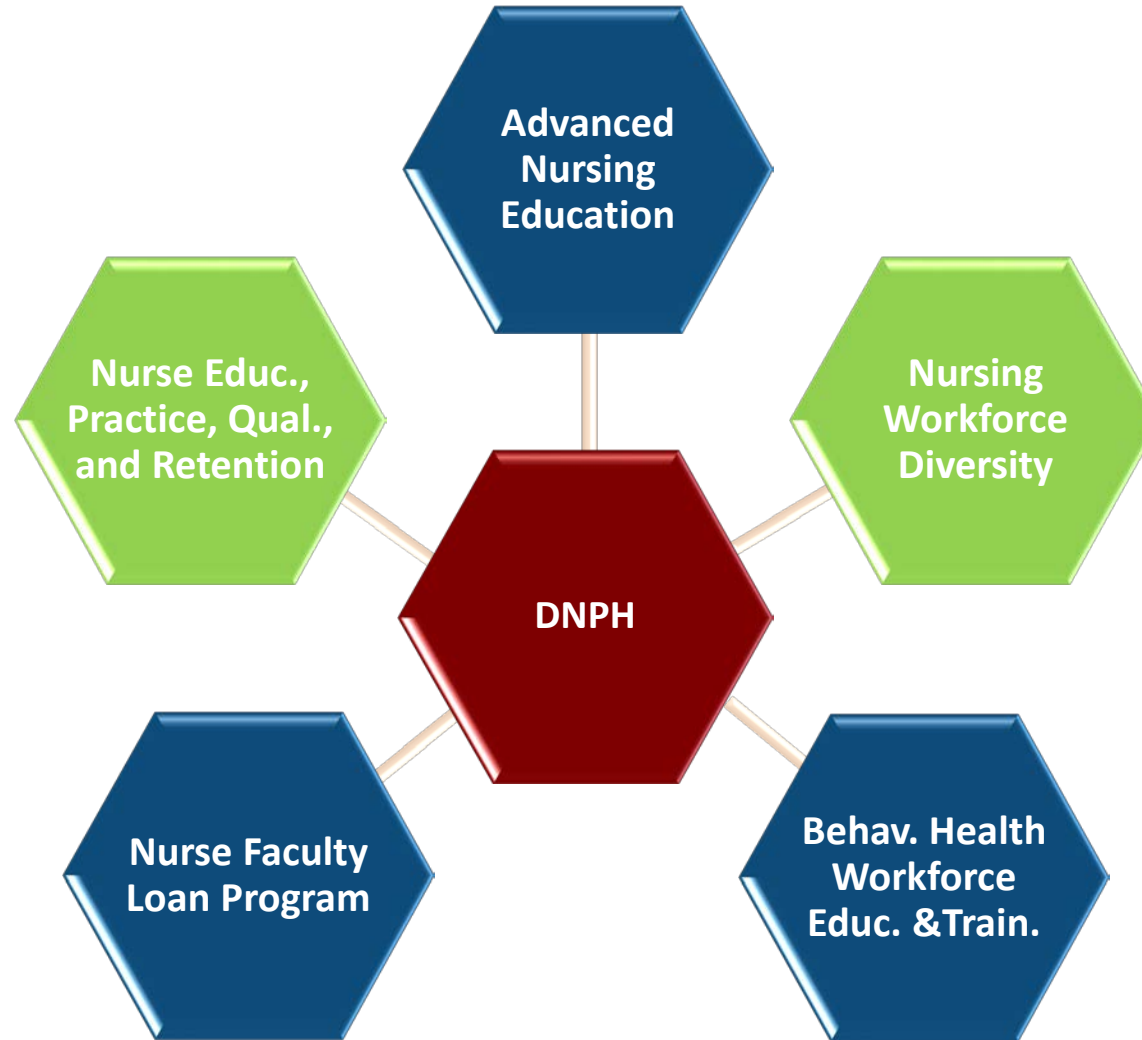 Advanced
Nursing
Education
Nurse Educ.,
Practice, Qual.,
and Retention
Nursing
Workforce
Diversity
DNPH
Nurse Faculty
Loan Program
Behav. Health
Workforce
Educ. &Train.